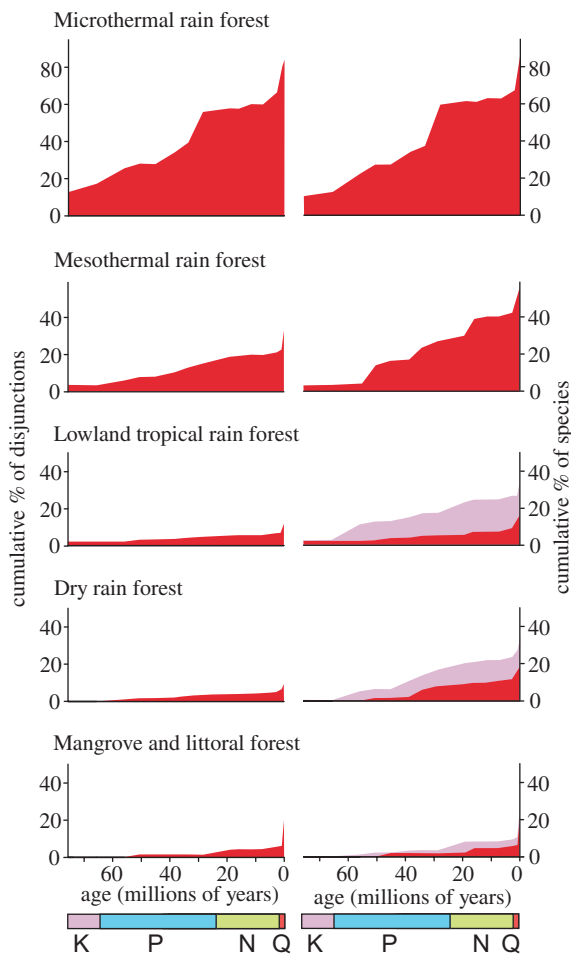 Microthermal rain forest
80 80
60 60
40 40
20 20
0 0
Mesothermal rain forest
40 40
20 20
0 0
Lowland tropical rain forest
40 40
20 20
0 0
Dry rain forest
40 40
20 20
0 0
Mangrove and littoral forest
40 40
20 20
0 0
cumulative % of disjunctions
cumulative % of species
60 40 20 0 60 40 20 0
age (millions of years) age (millions of years)
K P N Q K P N Q